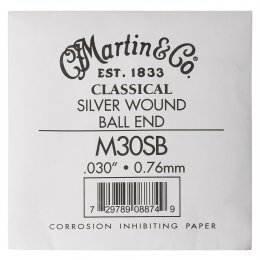 C.F. Martin & Co.
EST. 1833
CLASSICAL
SILVER WOUND
BALL END
M30SB
.030" • 0.76mm
7 29789 08874 9
CORROSION INHIBITING PAPER